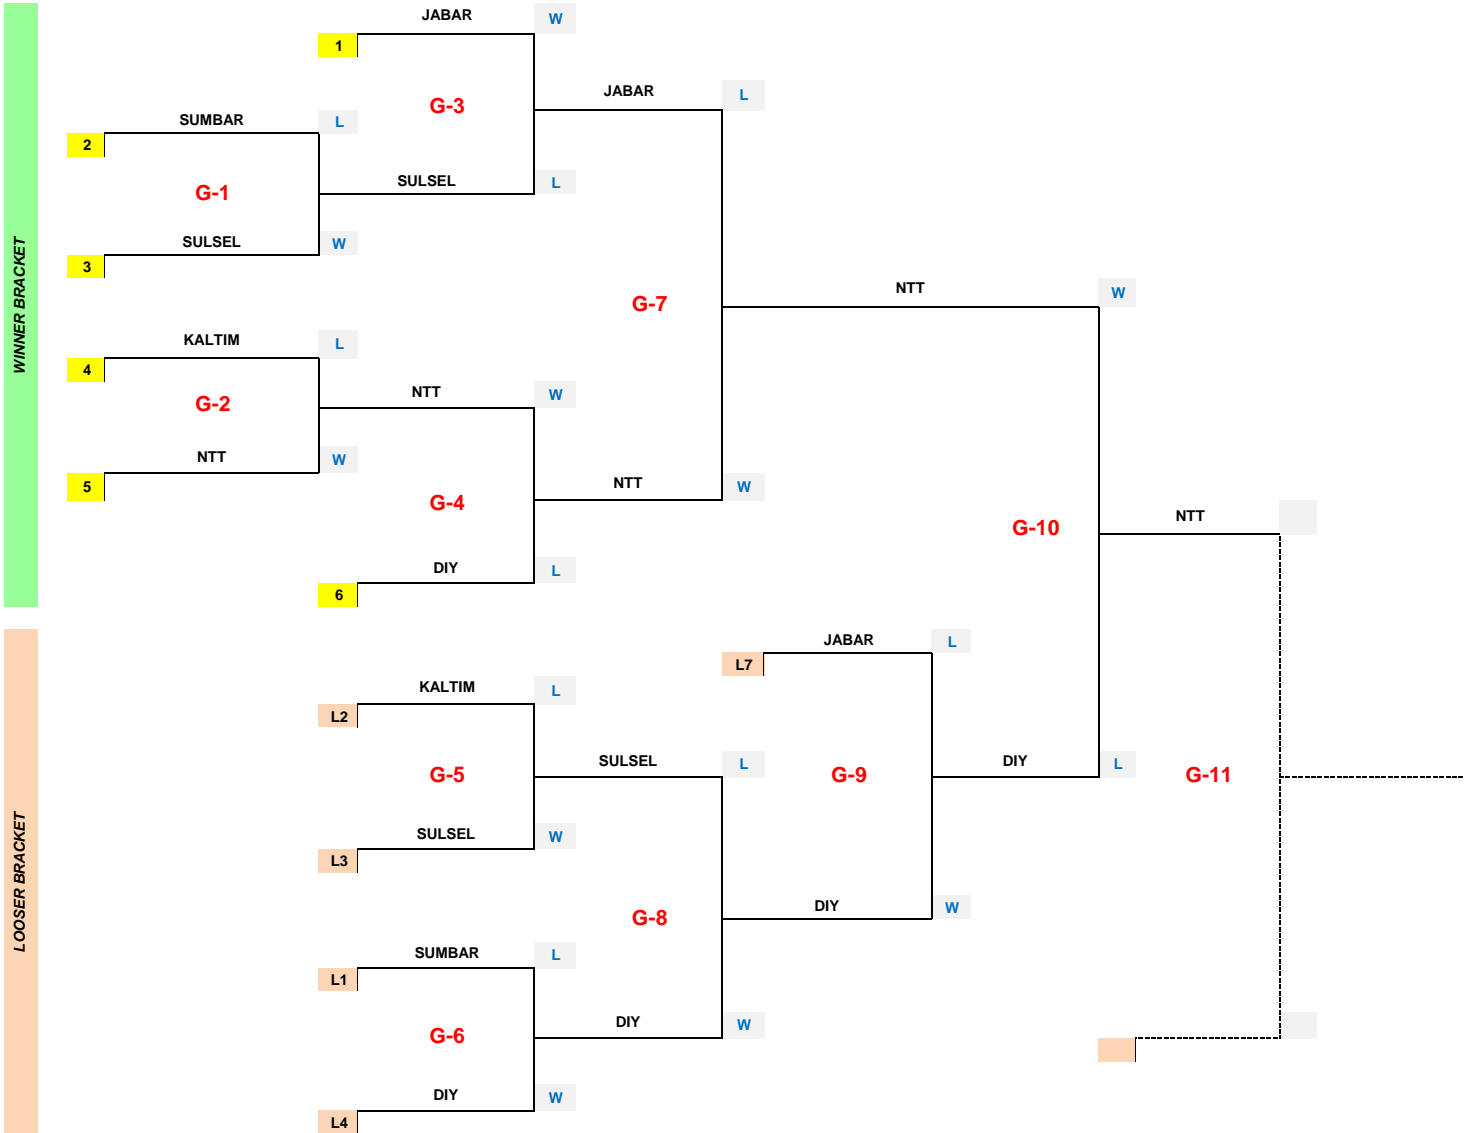 WINNER BRACKET
JABAR
W
1
G-3
JABAR
L
SUMBAR
L
2
SULSEL
L
G-1
SULSEL
W
3
G-7
NTT
W
KALTIM
L
4
G-2
NTT
W
NTT
W
5
G-4
NTT
W
G-10
NTT
DIY
L
6
LOOSER BRACKET
JABAR
L
L7
KALTIM
L
L2
G-5
SULSEL
L
G-9
DIY
L
G-11
SULSEL
W
L3
G-8
DIY
W
SUMBAR
L
L1
G-6
DIY
W
DIY
W
L4